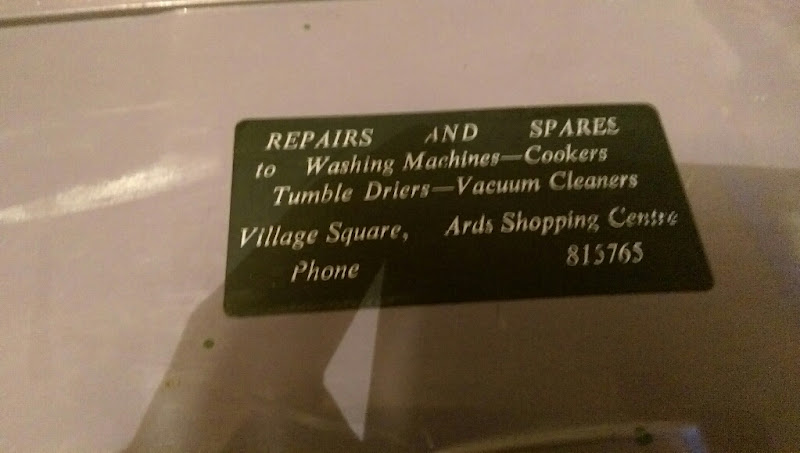 REPAIRS AND SPARES
to Washing Machines—Cookers
Tumble Driers—Vacuum Cleaners
Village Square, Ards Shopping Centre
Phone 815765